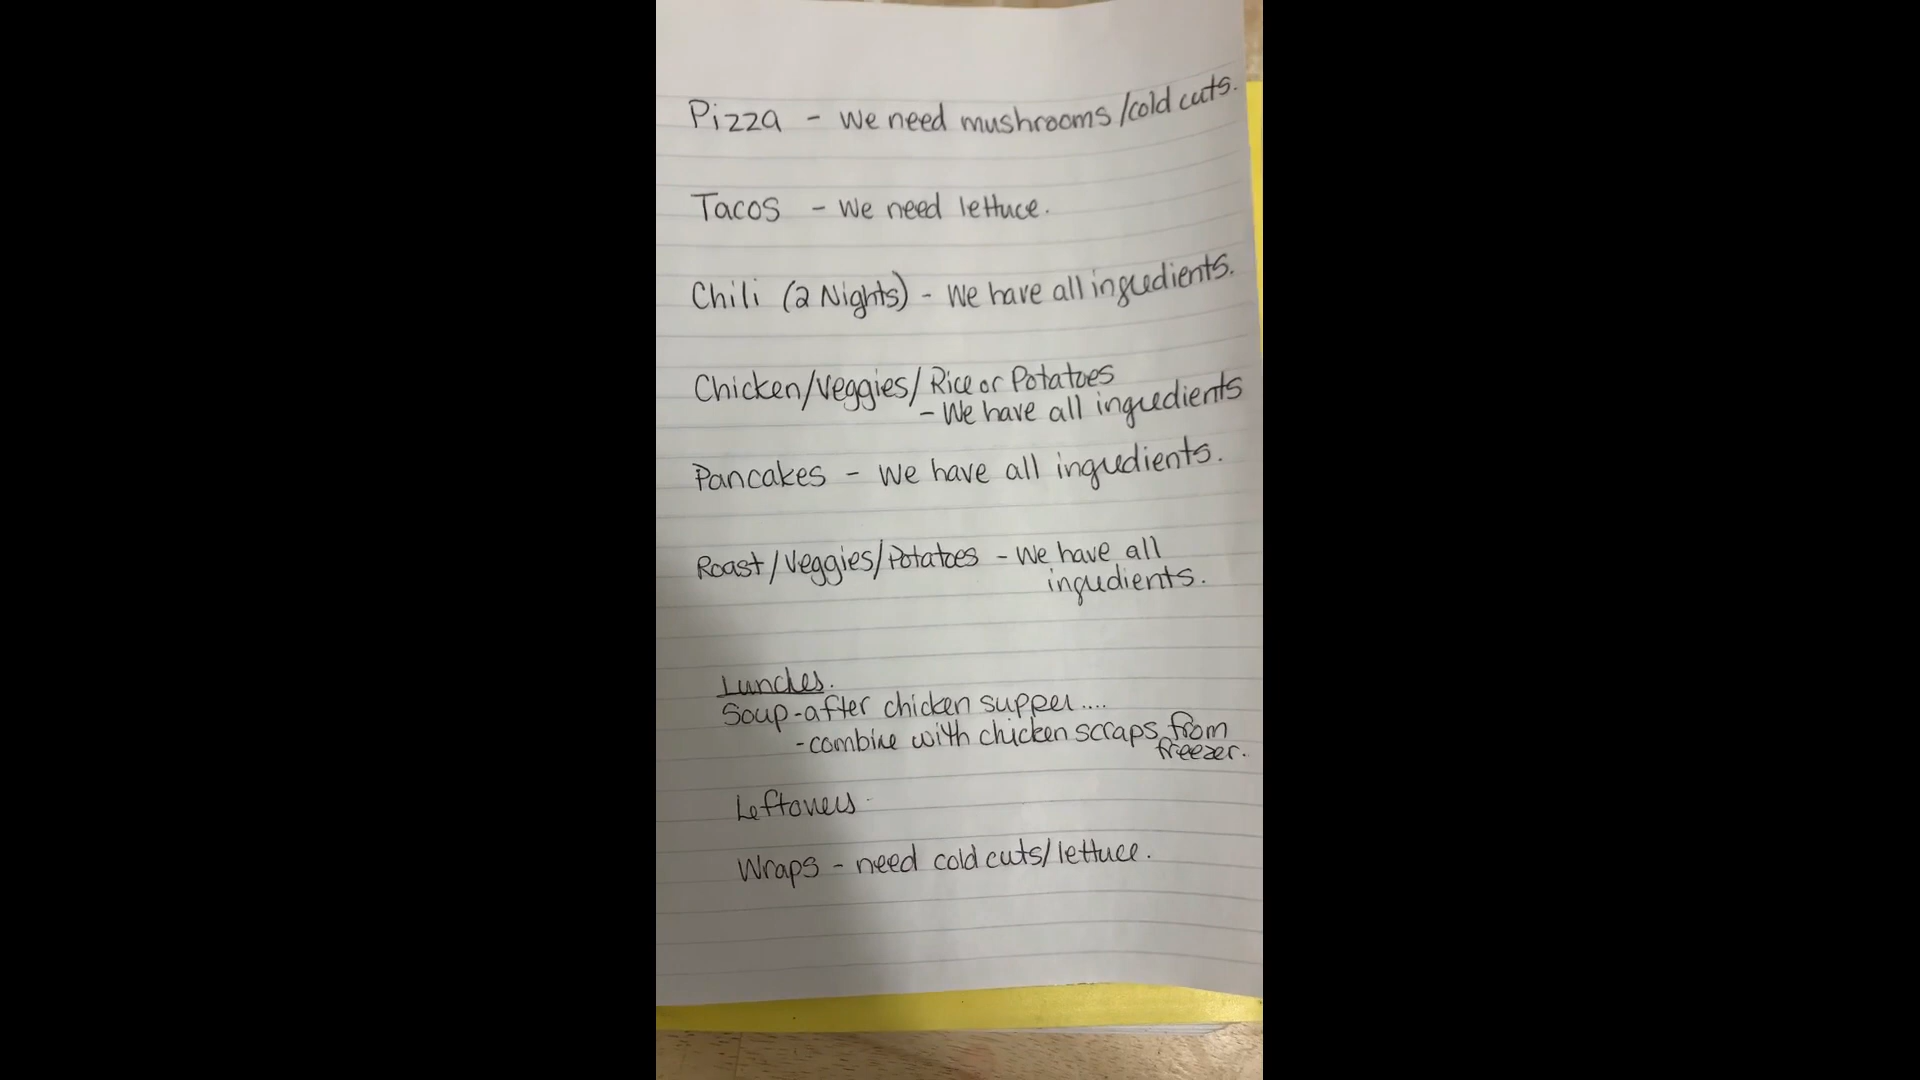 Pizza - We need mushrooms/cold cuts.
Tacos - We need lettuce.
Chili (2 Nights) - We have all ingredients.
Chicken/Veggies/Rice or Potatoes
- We have all ingredients
Pancakes - We have all ingredients.
Roast/Veggies/Potatoes - We have all
ingredients.
Lunches.
Soup - after chicken supper....
- combine with chicken scraps from
freezer.
Leftovers
Wraps - need cold cuts/lettuce.